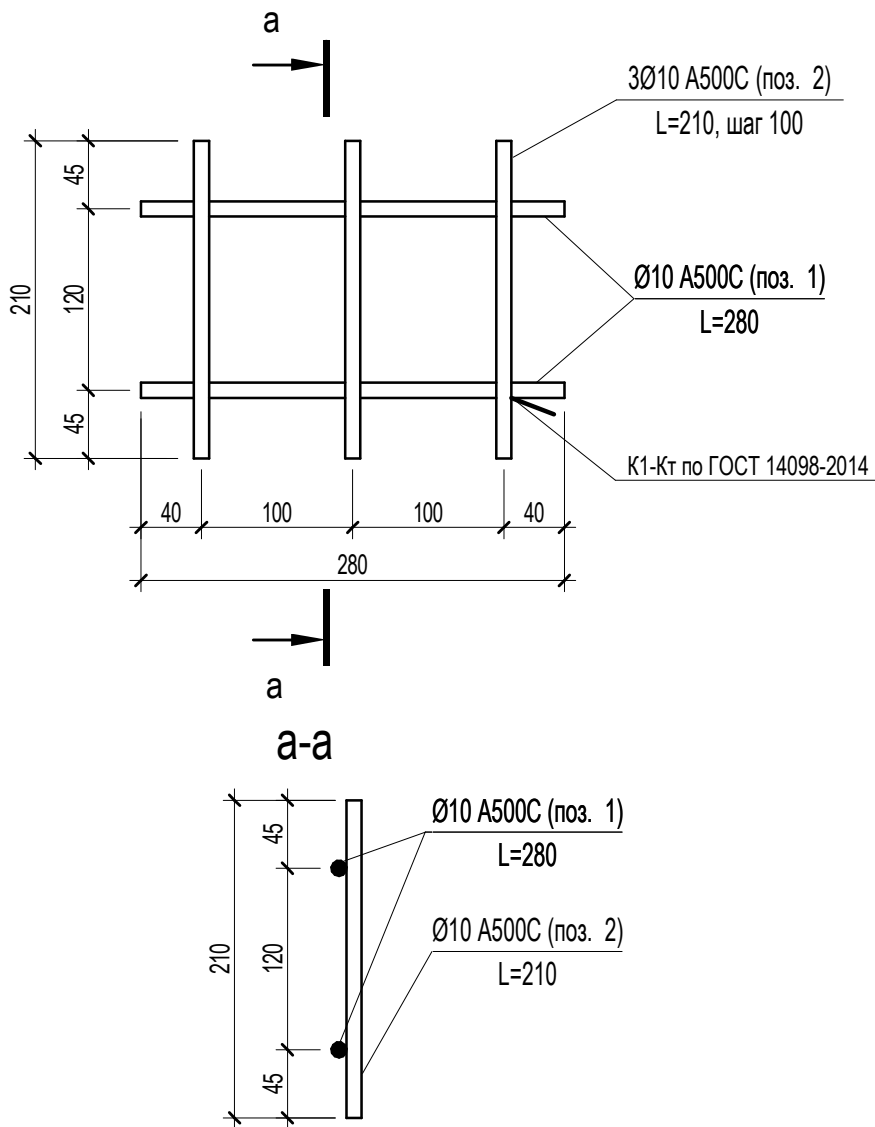 а
3Ø10 А500С (поз. 2)
L=210, шаг 100
45
210
120
Ø10 А500С (поз. 1)
L=280
45
К1-Кт по ГОСТ 14098-2014
40
100
100
40
280
а
а-а
Ø10 А500С (поз. 1)
L=280
45
210
120
Ø10 А500С (поз. 2)
L=210
45